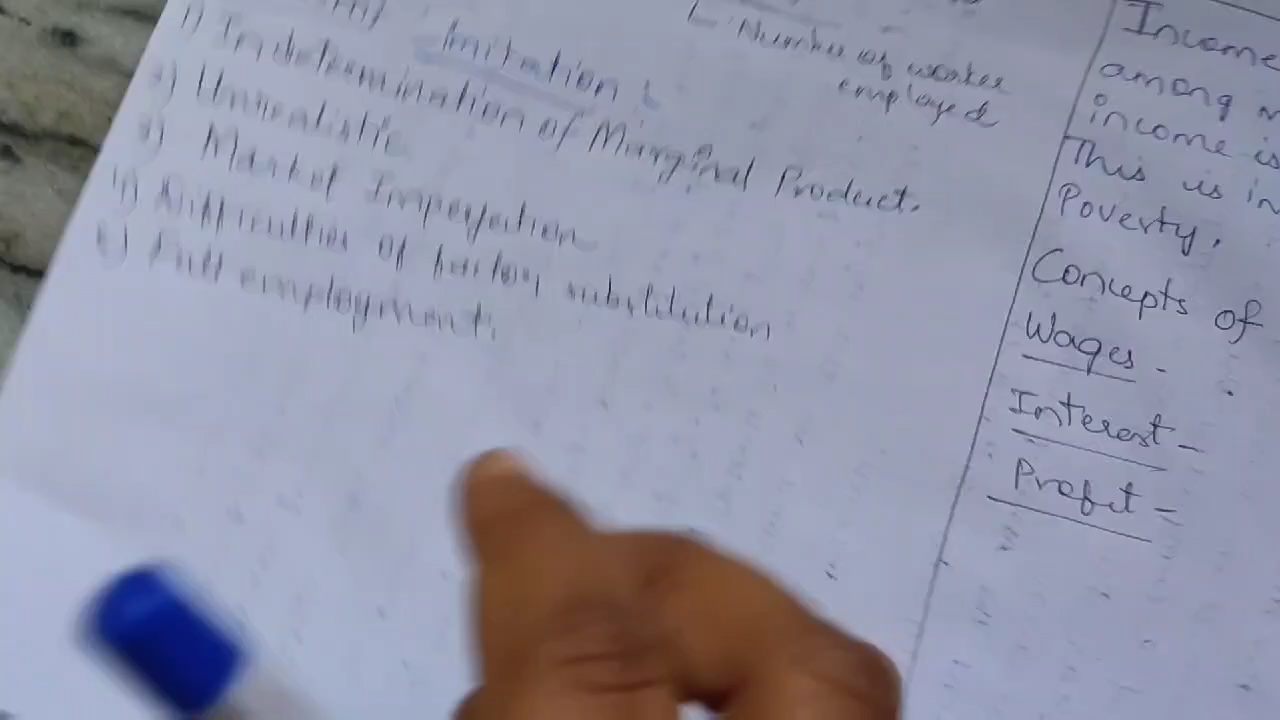 L - Number of worker
employed
limitation :
1) Indetermination of Marginal Product.
2) Unrealistic
3) Market Imperfection
4) Difficulties of factor substitution
5) Full employment.
Income
among
income is
This is in
Poverty.
Concepts of
Wages -
Interest -
Profit -